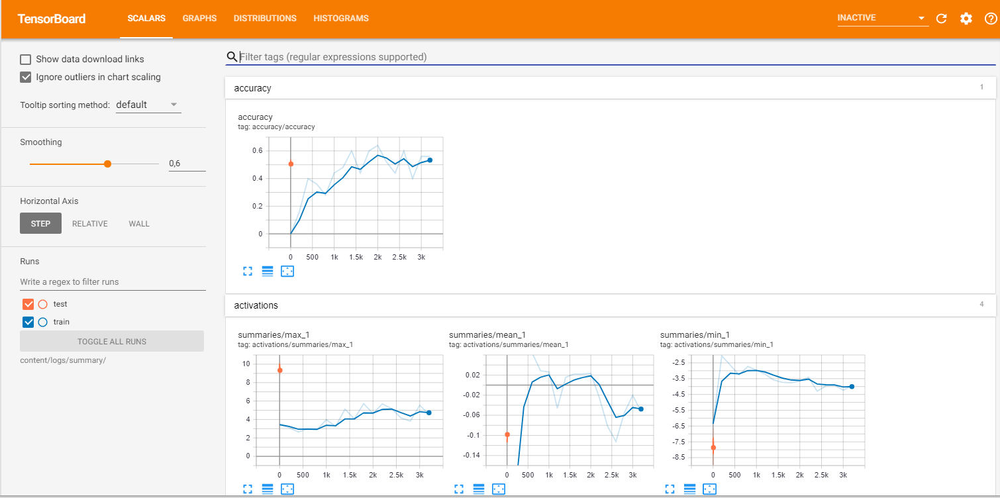 TensorBoard SCALARS GRAPHS DISTRIBUTIONS HISTOGRAMS INACTIVE
Show data download links
Ignore outliers in chart scaling
Tooltip sorting method: default
Smoothing
0,6
Horizontal Axis
STEP RELATIVE WALL
Runs
Write a regex to filter runs
test
train
TOGGLE ALL RUNS
content/logs/summary/
Filter tags (regular expressions supported)
accuracy 1
accuracy
tag: accuracy/accuracy
0.6
0.4
0.2
0
0 500 1k 1.5k 2k 2.5k 3k
activations 4
summaries/max_1
tag: activations/summaries/max_1
10
8
6
4
2
0
0 500 1k 1.5k 2k 2.5k 3k
summaries/mean_1
tag: activations/summaries/mean_1
0.02
-0.02
-0.06
-0.1
-0.14
0 500 1k 1.5k 2k 2.5k 3k
summaries/min_1
tag: activations/summaries/min_1
-2.5
-3.5
-4.5
-5.5
-6.5
-7.5
-8.5
0 500 1k 1.5k 2k 2.5k 3k